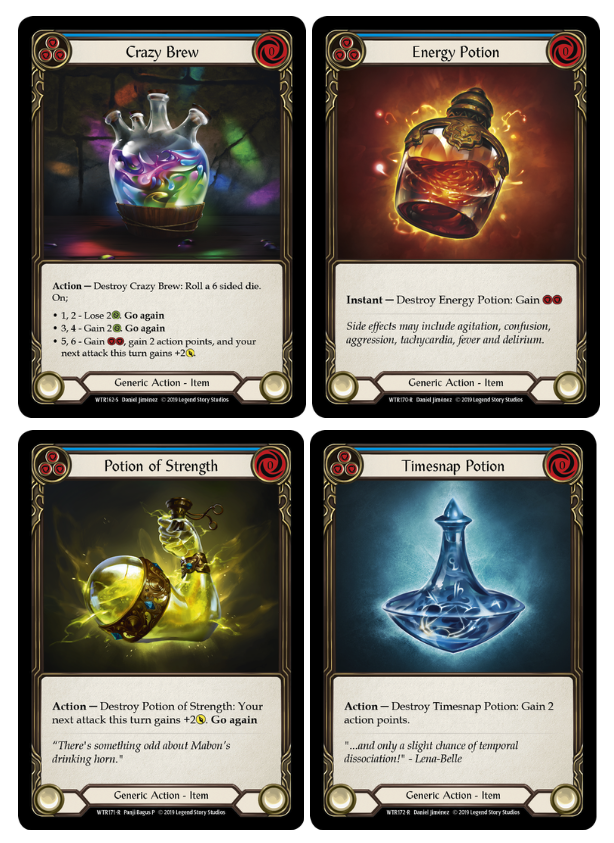 Crazy Brew
0
Action — Destroy Crazy Brew: Roll a 6 sided die.
On;
• 1, 2 - Lose 2. Go again
• 3, 4 - Gain 2. Go again
• 5, 6 - Gain , gain 2 action points, and your
next attack this turn gains +2.
Generic Action - Item
WTR162-S Daniel Jiménez © 2019 Legend Story Studios
Energy Potion
0
Instant — Destroy Energy Potion: Gain
Side effects may include agitation, confusion,
aggression, tachycardia, fever and delirium.
Generic Action - Item
WTR170-R Daniel Jiménez © 2019 Legend Story Studios
Potion of Strength
0
Action — Destroy Potion of Strength: Your
next attack this turn gains +2. Go again
"There's something odd about Mabon's
drinking horn."
Generic Action - Item
WTR171-R Panji Bagus P © 2019 Legend Story Studios
Timesnap Potion
0
Action — Destroy Timesnap Potion: Gain 2
action points.
"...and only a slight chance of temporal
dissociation!" - Lena-Belle
Generic Action - Item
WTR172-R Daniel Jiménez © 2019 Legend Story Studios